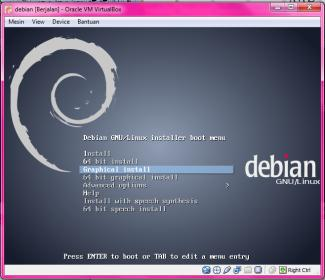 debian [Berjalan] - Oracle VM VirtualBox
Mesin View Device Bantuan
Debian GNU/Linux installer boot menu
Install
64 bit install
Graphical install
64 bit graphical install
Advanced options >
Help
Install with speech synthesis
64 bit speech install
debian
GNU/Linux
Press ENTER to boot or TAB to edit a menu entry
Right Ctrl